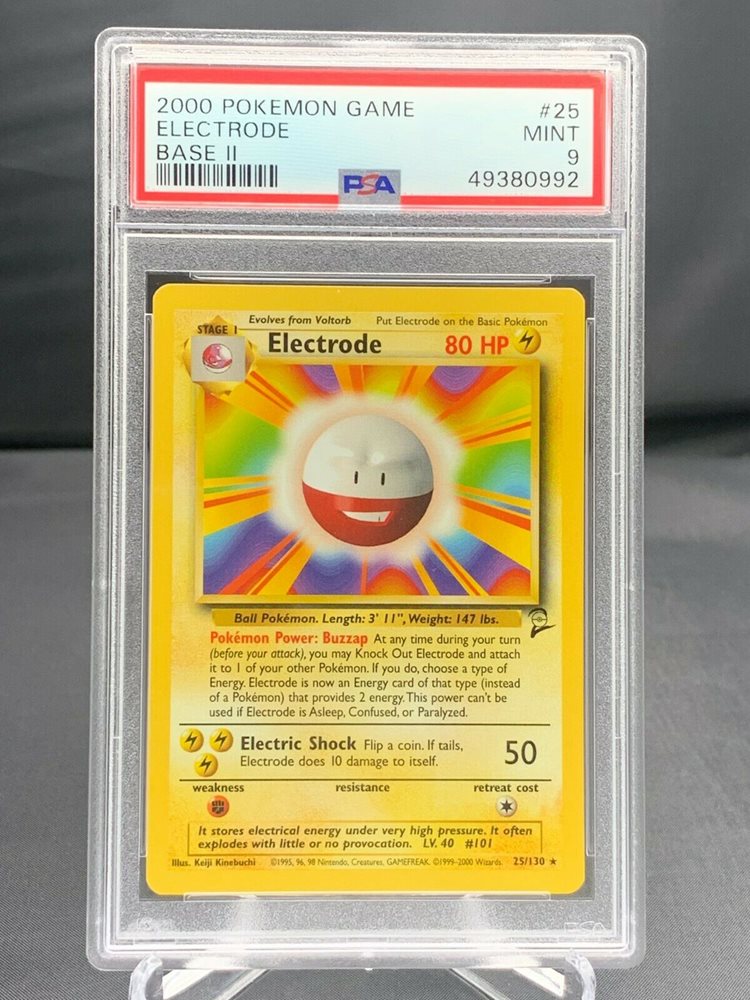 2000 POKEMON GAME #25
ELECTRODE MINT
BASE II 9
PSA 49380992
STAGE 1 Evolves from Voltorb Put Electrode on the Basic Pokémon
Electrode 80 HP
Ball Pokémon. Length: 3' 11", Weight: 147 lbs.
Pokémon Power: Buzzap At any time during your turn
(before your attack), you may Knock Out Electrode and attach
it to 1 of your other Pokémon. If you do, choose a type of
Energy. Electrode is now an Energy card of that type (instead
of a Pokémon) that provides 2 energy. This power can't be
used if Electrode is Asleep, Confused, or Paralyzed.
Electric Shock Flip a coin. If tails, 50
Electrode does 10 damage to itself.
weakness resistance retreat cost
It stores electrical energy under very high pressure. It often
explodes with little or no provocation. LV. 40 #101
Illus. Keiji Kinebuchi ©1995, 96, 98 Nintendo, Creatures, GAMEFREAK. ©1999-2000 Wizards. 25/130 ★
PSA